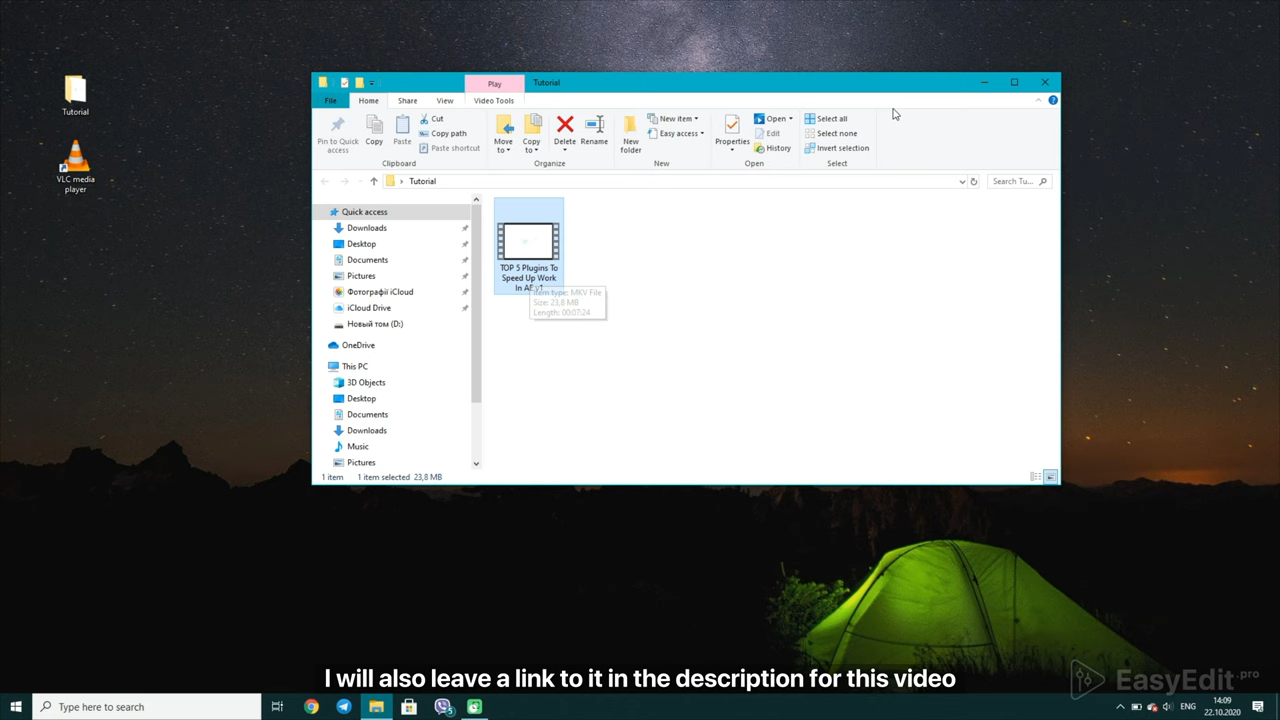 Tutorial
VLC media
player
Play
Tutorial
File
Home
Share
View
Video Tools
Pin to Quick
access
Copy
Paste
Cut
Copy path
Paste shortcut
Clipboard
Move
to
Copy
to
Delete
Rename
Organize
New
folder
New item
Easy access
New
Properties
Open
Edit
History
Open
Select all
Select none
Invert selection
Select
Tutorial
Search Tu...
Quick access
Downloads
Desktop
Documents
Pictures
Фотографії iCloud
iCloud Drive
Новый том (D:)
OneDrive
This PC
3D Objects
Desktop
Documents
Downloads
Music
Pictures
TOP 5 Plugins To
Speed Up Work
In AE.v1
Item type: MKV File
Size: 23,8 MB
Length: 00:07:24
1 item
1 item selected 23,8 MB
I will also leave a link to it in the description for this video
EasyEdit.pro
Type here to search
ENG
14:09
22.10.2020